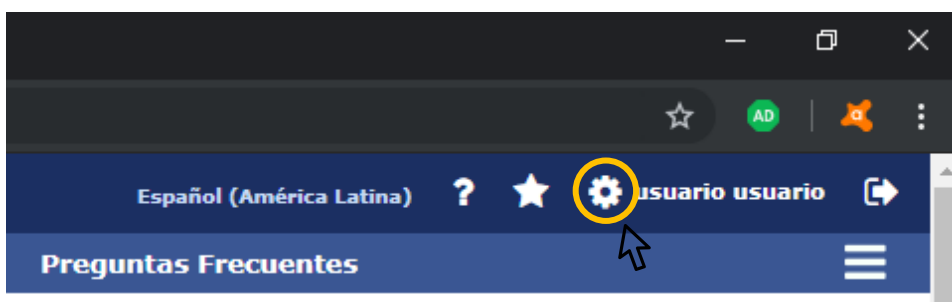 AD
Español (América Latina) ? usuario usuario
Preguntas Frecuentes